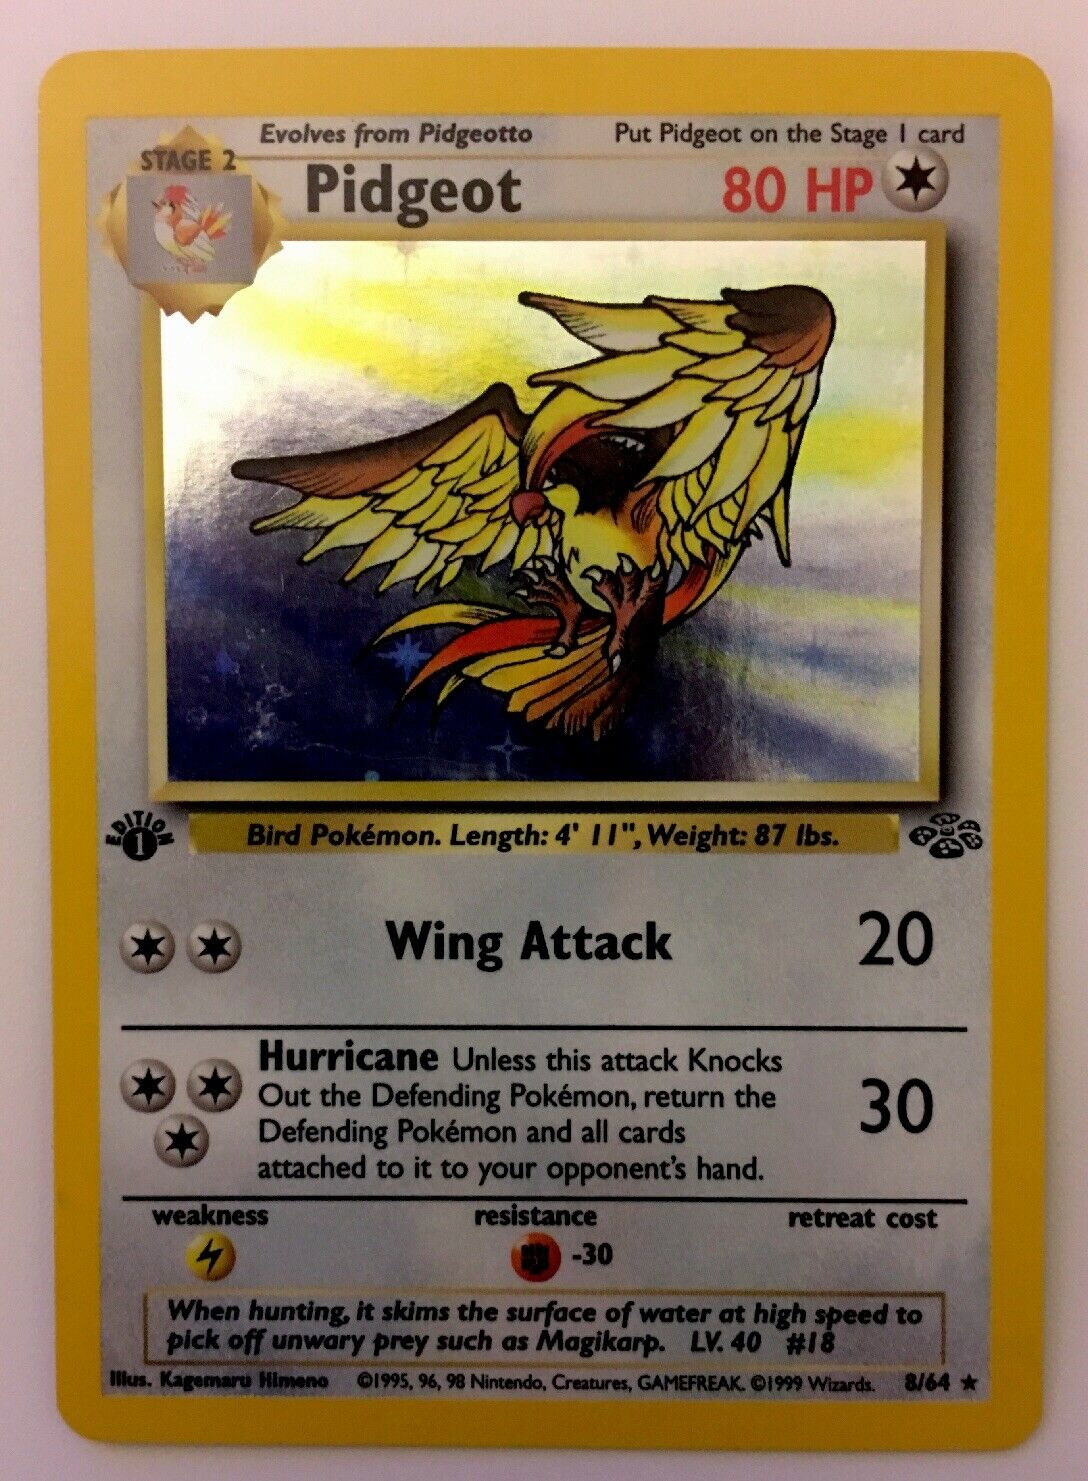 Evolves from Pidgeotto
Put Pidgeot on the Stage 1 card
STAGE 2
Pidgeot
80 HP
EDITION
1
Bird Pokémon. Length: 4' 11", Weight: 87 lbs.
Wing Attack
20
Hurricane Unless this attack Knocks
Out the Defending Pokémon, return the
Defending Pokémon and all cards
attached to it to your opponent's hand.
30
weakness
resistance
retreat cost
-30
When hunting, it skims the surface of water at high speed to
pick off unwary prey such as Magikarp. LV. 40 #18
Illus. Kagemaru Himeno ©1995, 96, 98 Nintendo, Creatures, GAMEFREAK. ©1999 Wizards. 8/64 ★